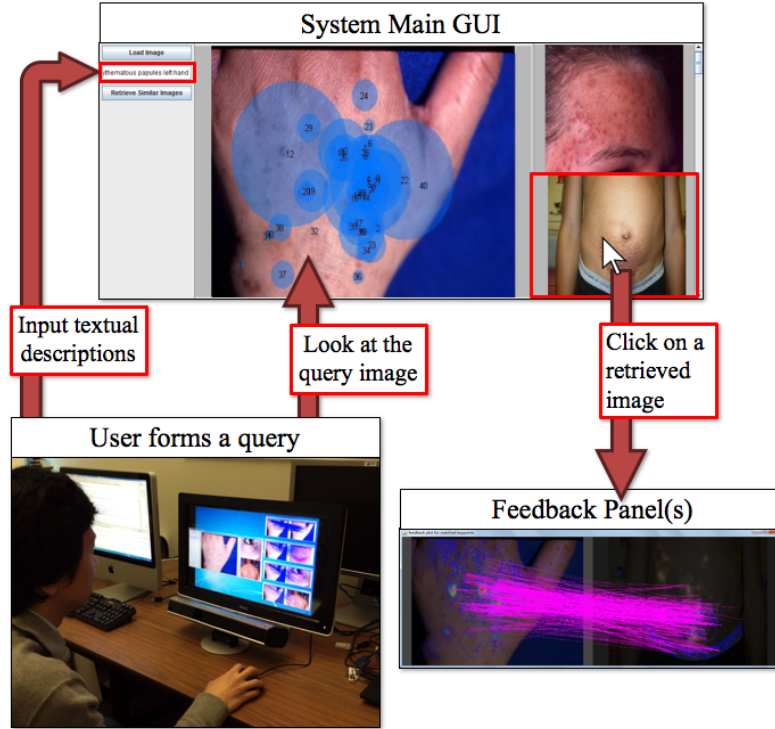 System Main GUI
Load Image
ythematous papules left hand
Retrieve Similar Images
24
29
23
12
22
40
32
37
36
Input textual
descriptions
Look at the
query image
Click on a
retrieved
image
User forms a query
Feedback Panel(s)